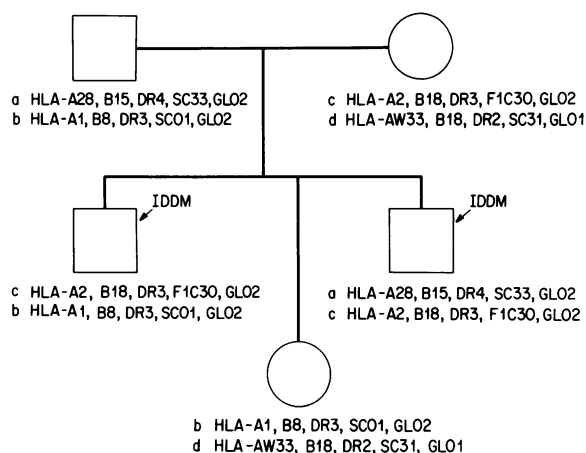 a HLA-A28, B15, DR4, SC33, GLO2
b HLA-A1, B8, DR3, SC01, GLO2
c HLA-A2, B18, DR3, F1C30, GLO2
d HLA-AW33, B18, DR2, SC31, GLO1
IDDM
c HLA-A2, B18, DR3, F1C30, GLO2
b HLA-A1, B8, DR3, SC01, GLO2
IDDM
a HLA-A28, B15, DR4, SC33, GLO2
c HLA-A2, B18, DR3, F1C30, GLO2
b HLA-A1, B8, DR3, SC01, GLO2
d HLA-AW33, B18, DR2, SC31, GLO1